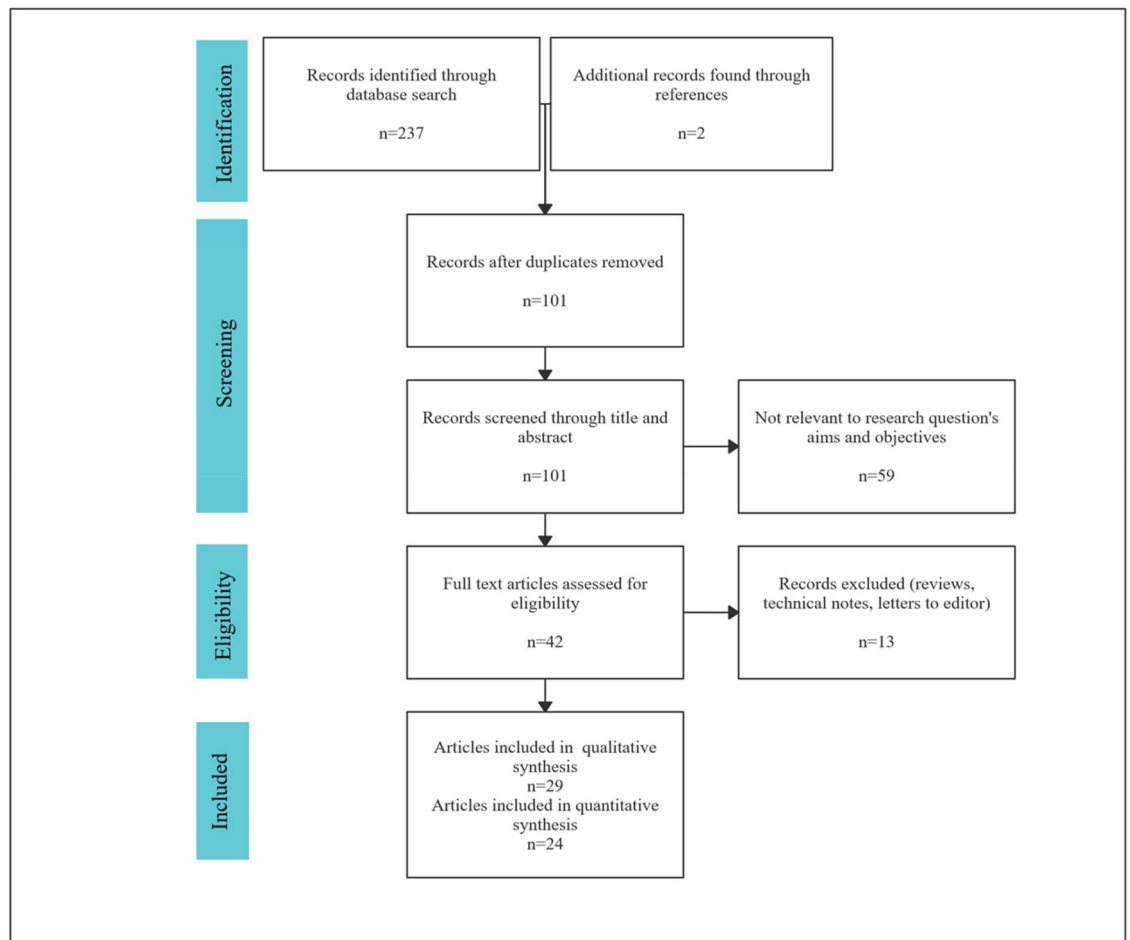 Identification
Records identified through
database search
n=237
Additional records found through
references
n=2
Screening
Records after duplicates removed
n=101
Records screened through title and
abstract
n=101
Not relevant to research question's
aims and objectives
n=59
Eligibility
Full text articles assessed for
eligibility
n=42
Records excluded (reviews,
technical notes, letters to editor)
n=13
Included
Articles included in qualitative
synthesis
n=29
Articles included in quantitative
synthesis
n=24